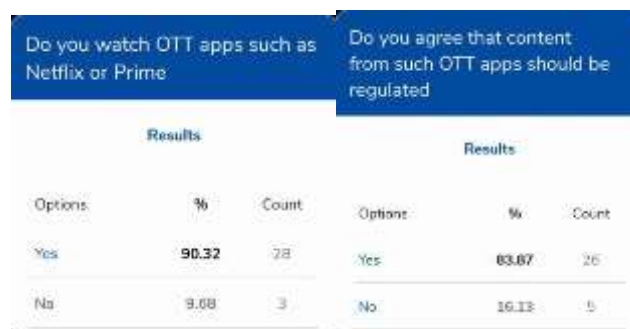 Do you watch OTT apps such as
Netflix or Prime
Results
Options % Count
Yes 90.32 28
No 9.68 3
Do you agree that content
from such OTT apps should be
regulated
Results
Options % Count
Yes 83.87 26
No 16.13 5